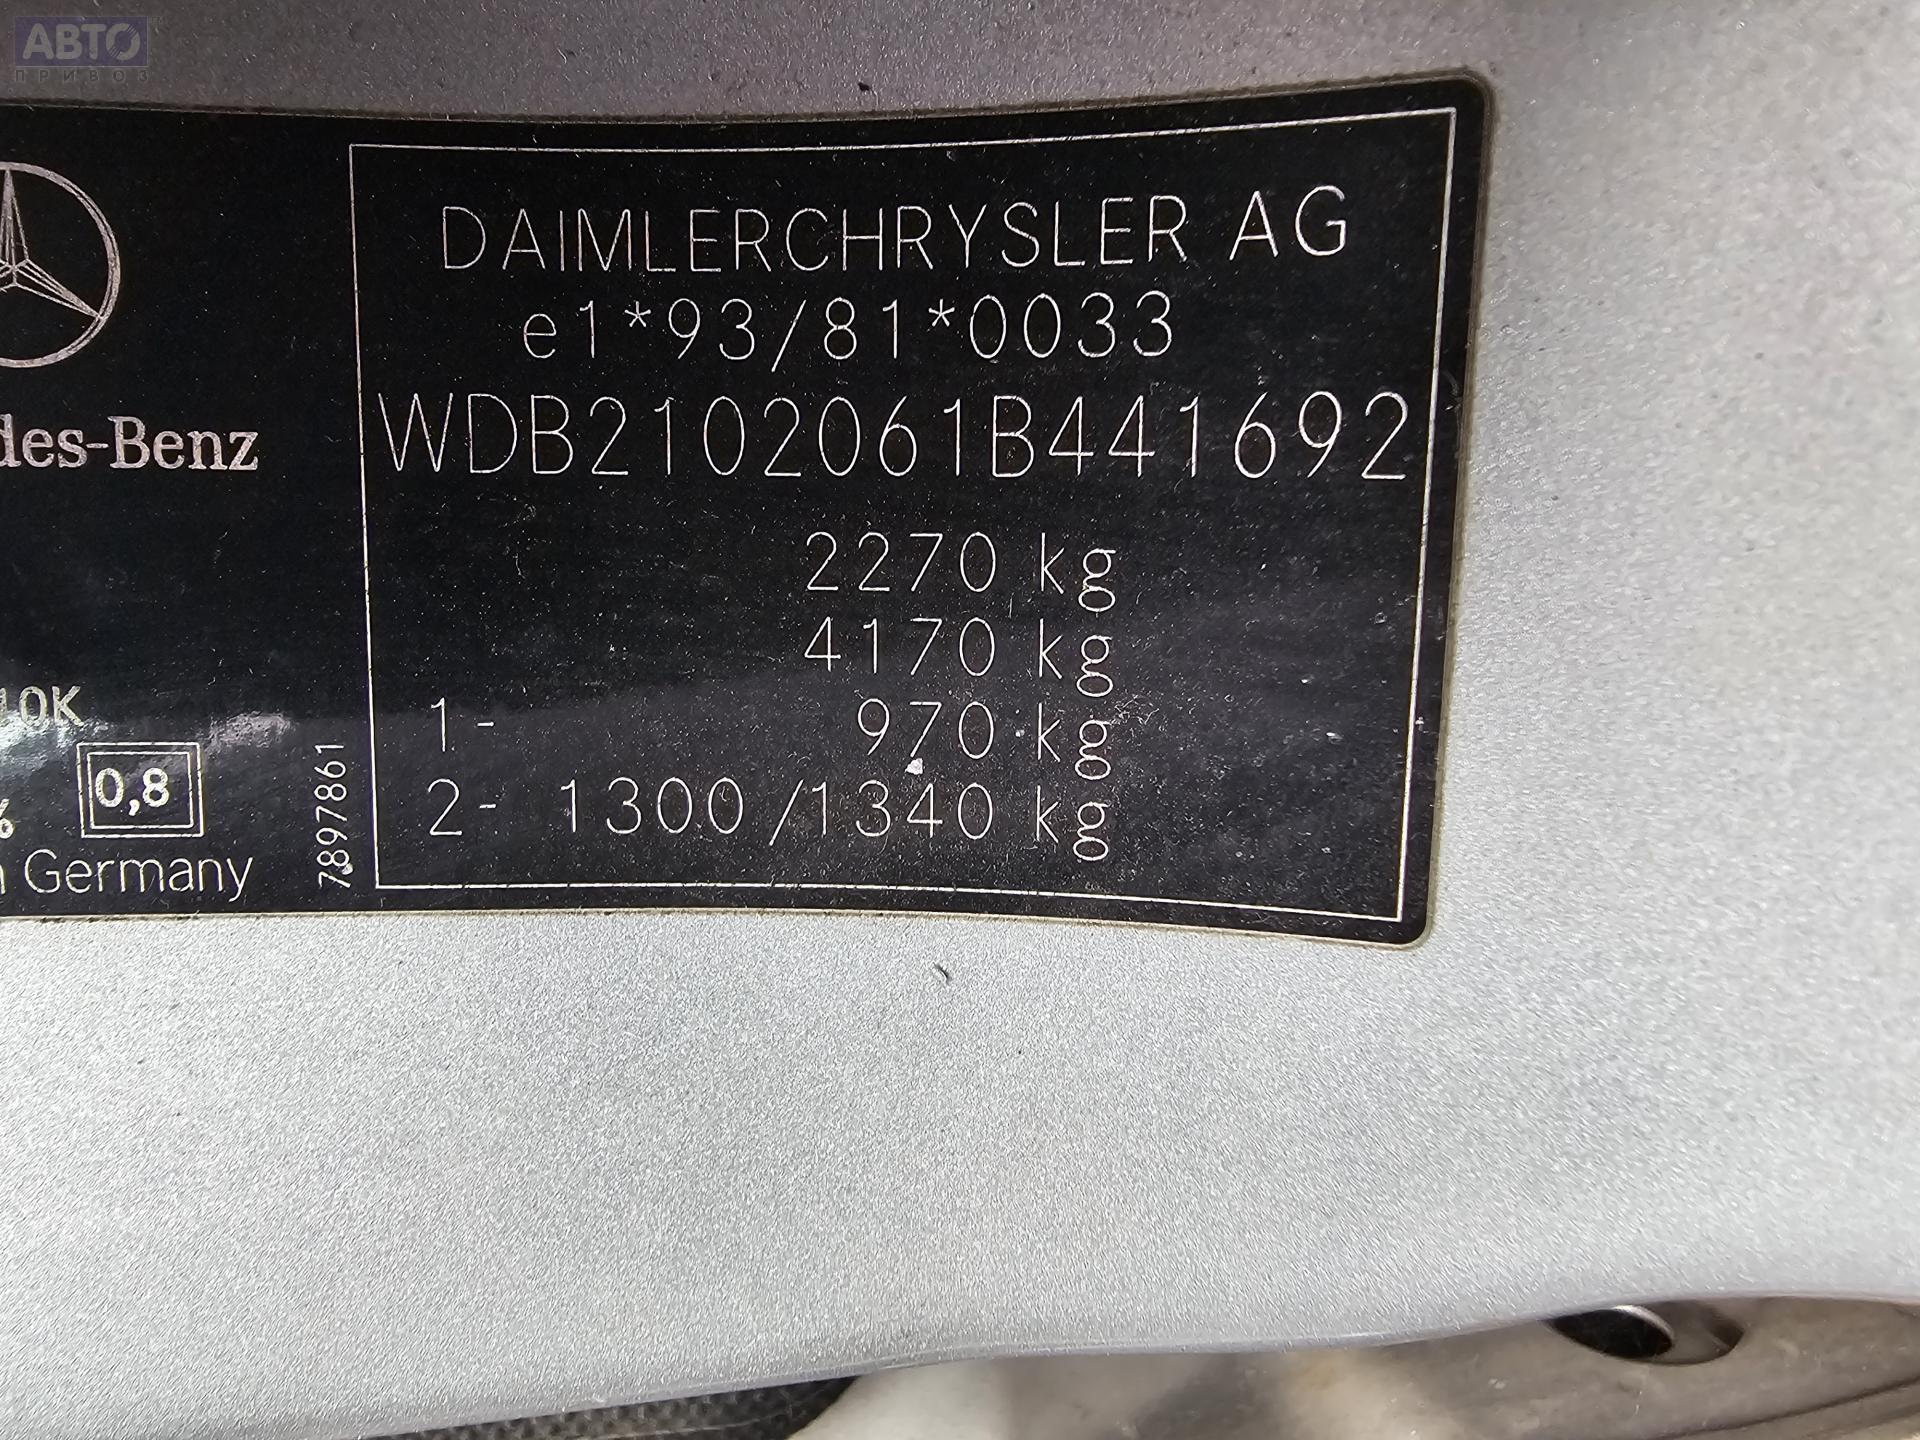 АВТО
ПРИВОЗ
DAIMLERCHRYSLER AG
e1*93/81*0033
des-Benz
WDB2102061B441692
2270 kg
4170 kg
10K
1- 970 kg
0,8
2- 1300/1340 kg
%
n Germany
7897861